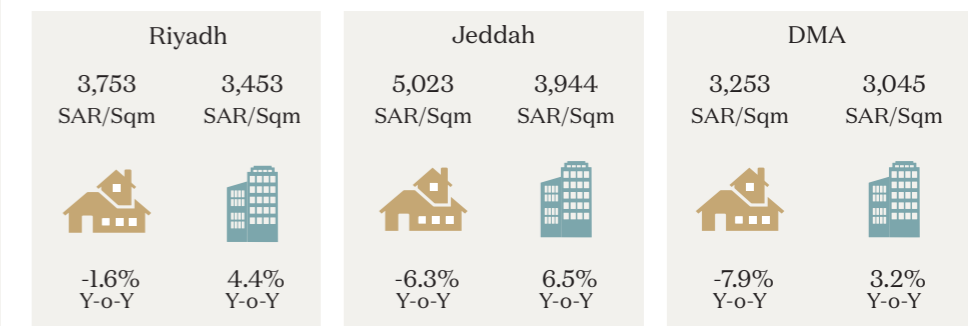 Riyadh
3,753 3,453
SAR/Sqm SAR/Sqm
-1.6% 4.4%
Y-o-Y Y-o-Y
Jeddah
5,023 3,944
SAR/Sqm SAR/Sqm
-6.3% 6.5%
Y-o-Y Y-o-Y
DMA
3,253 3,045
SAR/Sqm SAR/Sqm
-7.9% 3.2%
Y-o-Y Y-o-Y